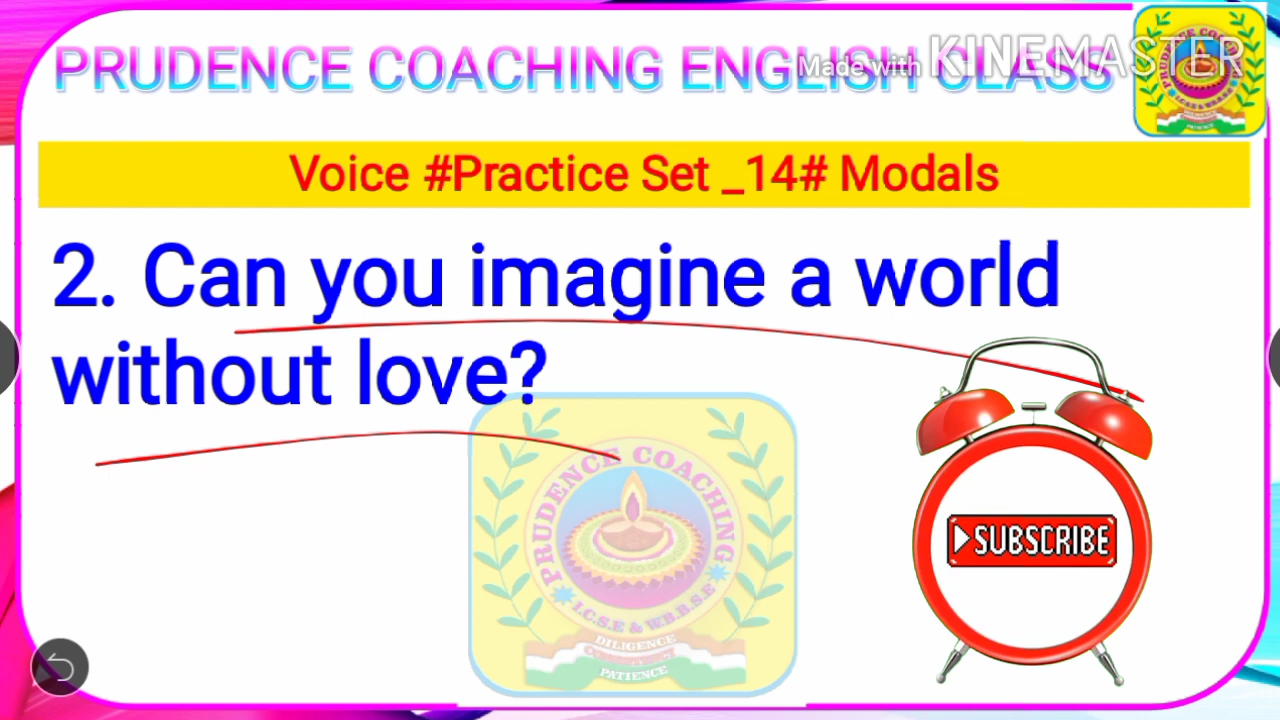 PRUDENCE COACHING ENGLISH CLASS
Made with KINEMASTER
Voice #Practice Set _14# Modals
2. Can you imagine a world
without love?
PRUDENCE COACHING
I.C.S.E & W.B.B.S.E
DILIGENCE
PATIENCE
SUBSCRIBE